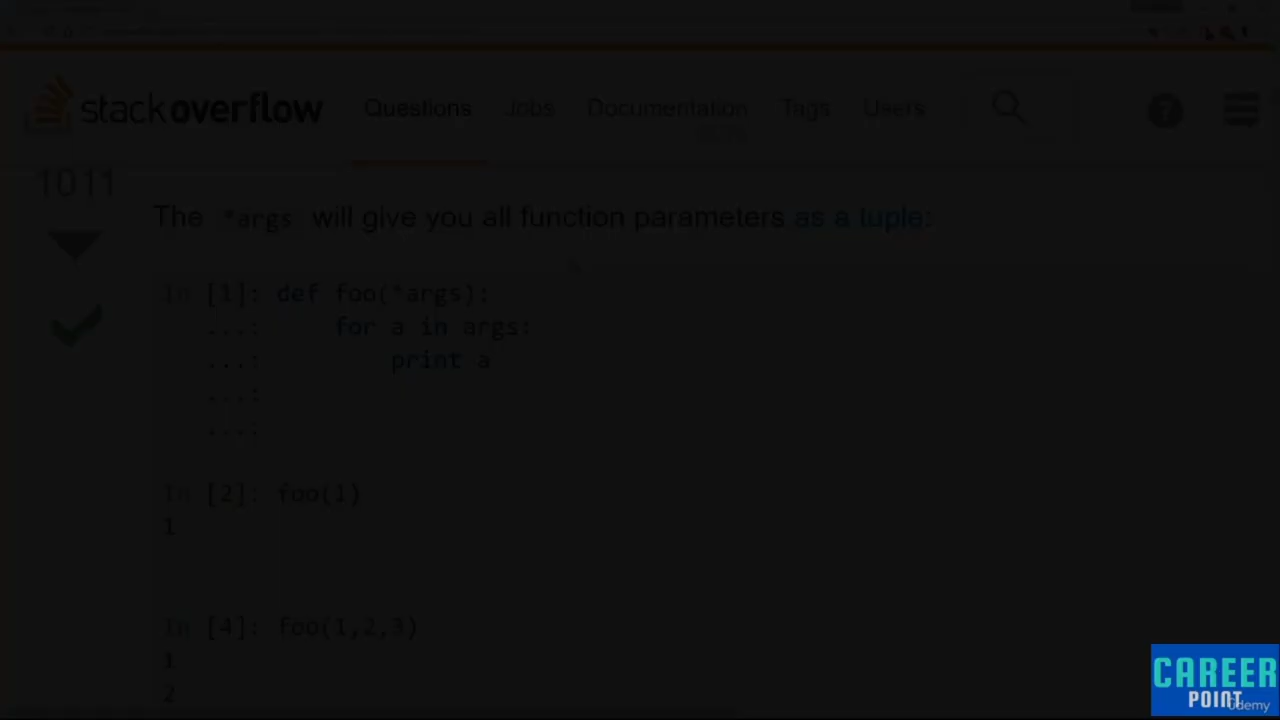 stackoverflow Questions Jobs Documentation Tags Users ?
1011
The *args will give you all function parameters as a tuple:
In [1]: def foo(*args):
...: for a in args:
...: print a
...:
...:
In [2]: foo(1)
1
In [4]: foo(1,2,3)
1
2
CAREER
POINT
Udemy